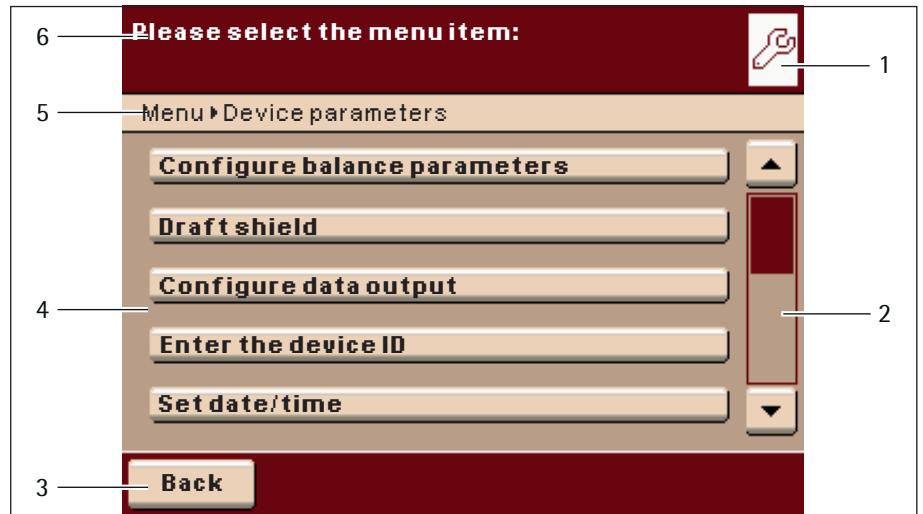 6
Please select the menu item:
1
5
Menu ▸ Device parameters
Configure balance parameters
Draft shield
Configure data output
4
2
Enter the device ID
Set date/time
3
Back